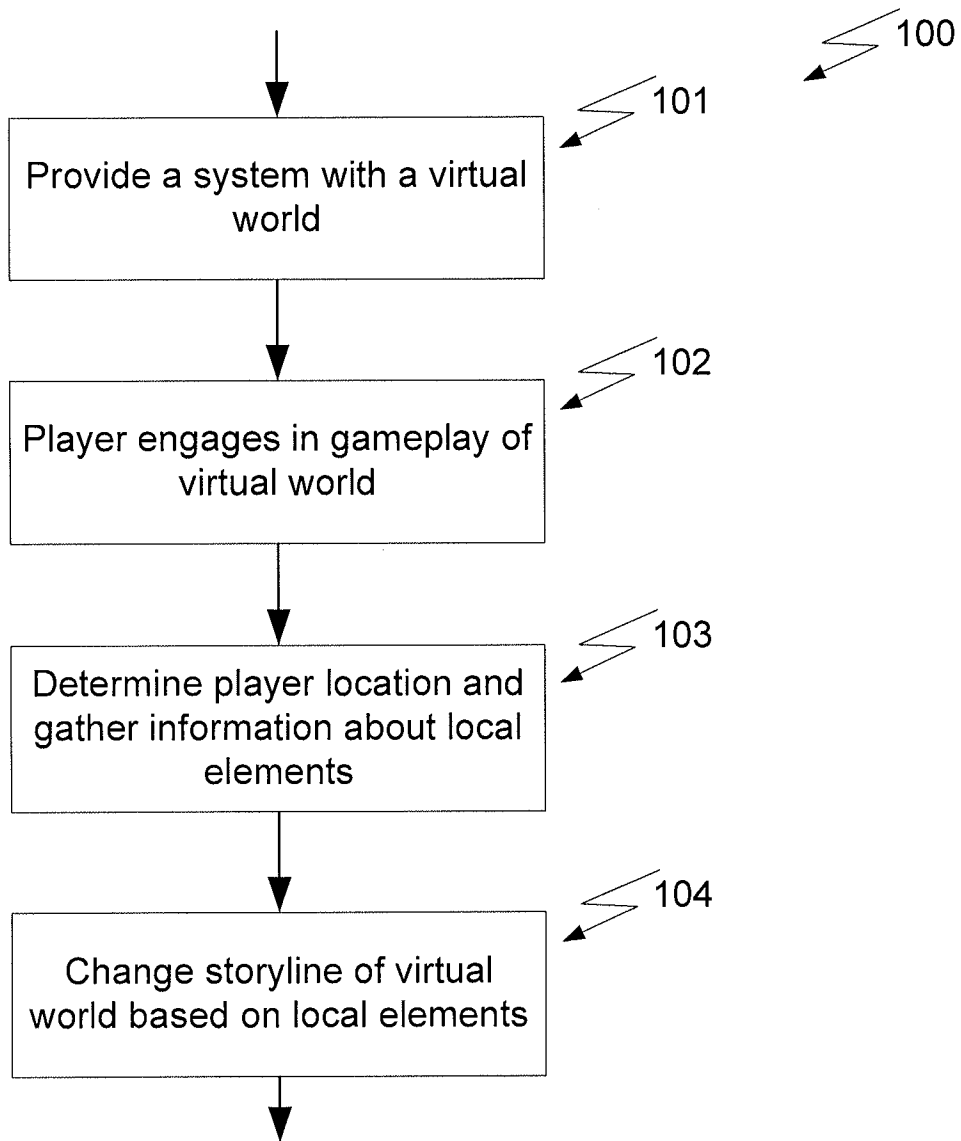 100
101
Provide a system with a virtual
world
102
Player engages in gameplay of
virtual world
103
Determine player location and
gather information about local
elements
104
Change storyline of virtual
world based on local elements